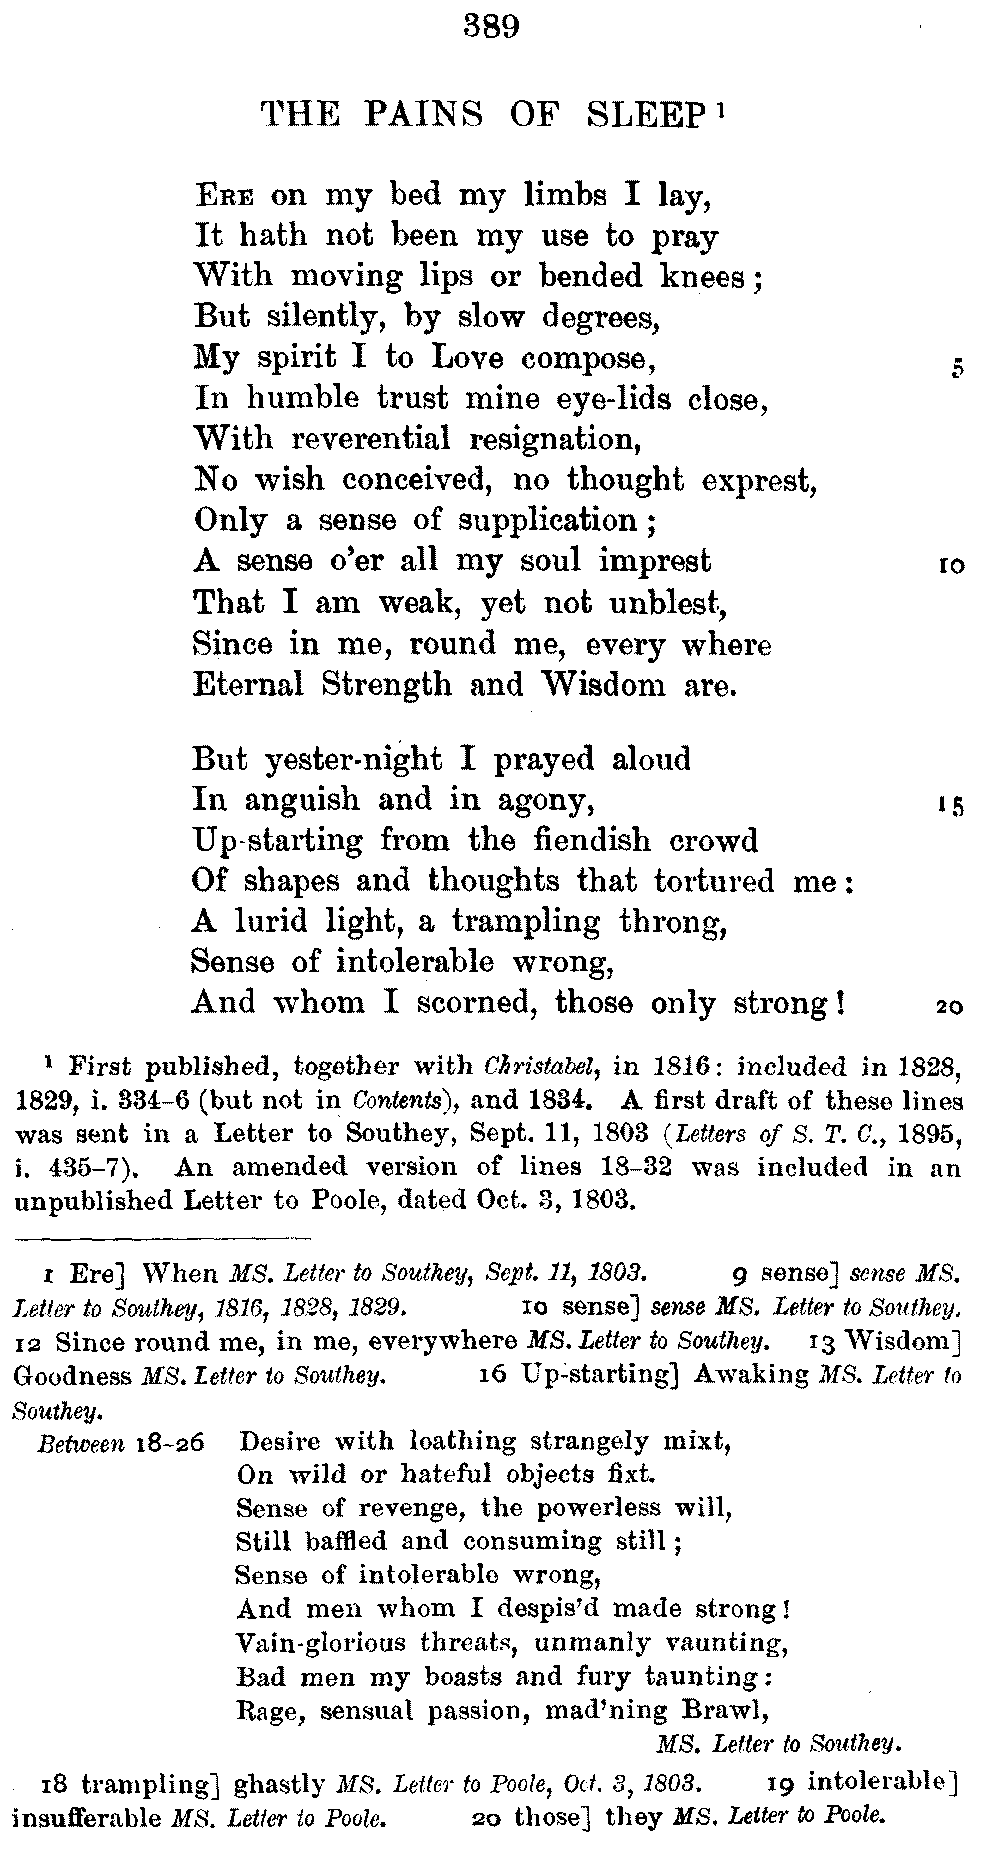 389
THE PAINS OF SLEEP ¹
ERE on my bed my limbs I lay,
It hath not been my use to pray
With moving lips or bended knees ;
But silently, by slow degrees,
My spirit I to Love compose, 5
In humble trust mine eye-lids close,
With reverential resignation,
No wish conceived, no thought exprest,
Only a sense of supplication ;
A sense o'er all my soul imprest 10
That I am weak, yet not unblest,
Since in me, round me, every where
Eternal Strength and Wisdom are.
But yester-night I prayed aloud
In anguish and in agony, 15
Up-starting from the fiendish crowd
Of shapes and thoughts that tortured me :
A lurid light, a trampling throng,
Sense of intolerable wrong,
And whom I scorned, those only strong ! 20
¹ First published, together with Christabel, in 1816: included in 1828,
1829, i. 334-6 (but not in Contents), and 1834. A first draft of these lines
was sent in a Letter to Southey, Sept. 11, 1803 (Letters of S. T. C., 1895,
i. 435-7). An amended version of lines 18-32 was included in an
unpublished Letter to Poole, dated Oct. 3, 1803.
1 Ere] When MS. Letter to Southey, Sept. 11, 1803. 9 sense] sense MS.
Letter to Southey, 1816, 1828, 1829. 10 sense] sense MS. Letter to Southey.
12 Since round me, in me, everywhere MS. Letter to Southey. 13 Wisdom]
Goodness MS. Letter to Southey. 16 Up-starting] Awaking MS. Letter to
Southey.
Between 18-26 Desire with loathing strangely mixt,
On wild or hateful objects fixt.
Sense of revenge, the powerless will,
Still baffled and consuming still ;
Sense of intolerable wrong,
And men whom I despis'd made strong !
Vain-glorious threats, unmanly vaunting,
Bad men my boasts and fury taunting :
Rage, sensual passion, mad'ning Brawl,
MS. Letter to Southey.
18 trampling] ghastly MS. Letter to Poole, Oct. 3, 1803. 19 intolerable]
insufferable MS. Letter to Poole. 20 those] they MS. Letter to Poole.